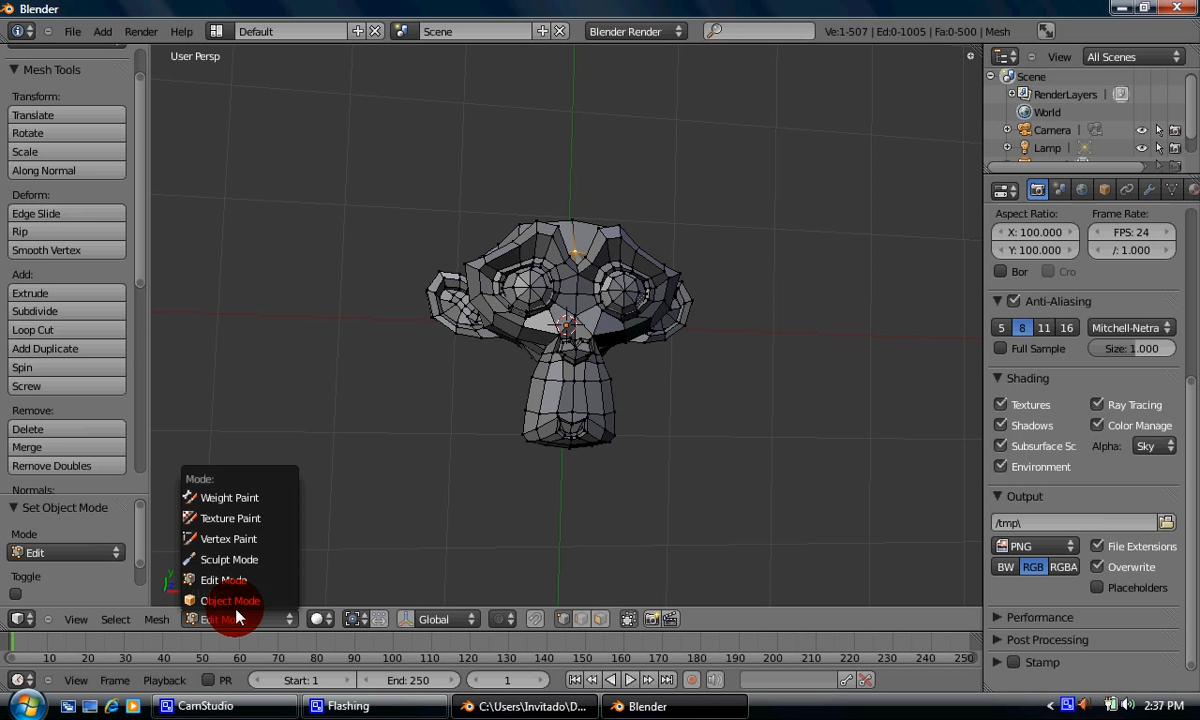 Blender
File Add Render Help Default Scene Blender Render Ve:1-507 | Ed:0-1005 | Fa:0-500 | Mesh
Mesh Tools
Transform:
Translate
Rotate
Scale
Along Normal
Deform:
Edge Slide
Rip
Smooth Vertex
Add:
Extrude
Subdivide
Loop Cut
Add Duplicate
Spin
Screw
Remove:
Delete
Merge
Remove Doubles
Normals:
Set Object Mode
Mode
Edit
Toggle
User Persp
Mode:
Weight Paint
Texture Paint
Vertex Paint
Sculpt Mode
Edit Mode
Object Mode
View Select Mesh Edit Mode Global
View All Scenes
Scene
RenderLayers
World
Camera
Lamp
Aspect Ratio: Frame Rate:
X: 100.000 FPS: 24
Y: 100.000 /: 1.000
Bor Cro
Anti-Aliasing
5 8 11 16 Mitchell-Netra
Full Sample Size: 1.000
Shading
Textures Ray Tracing
Shadows Color Manage
Subsurface Sc Alpha: Sky
Environment
Output
/tmp\
PNG File Extensions
BW RGB RGBA Overwrite
Placeholders
Performance
Post Processing
Stamp
10 20 30 40 50 60 70 80 90 100 110 120 130 140 150 160 170 180 190 200 210 220 230 240 250
View Frame Playback PR Start: 1 End: 250 1
CamStudio Flashing C:\Users\Invitado\D... Blender 2:37 PM